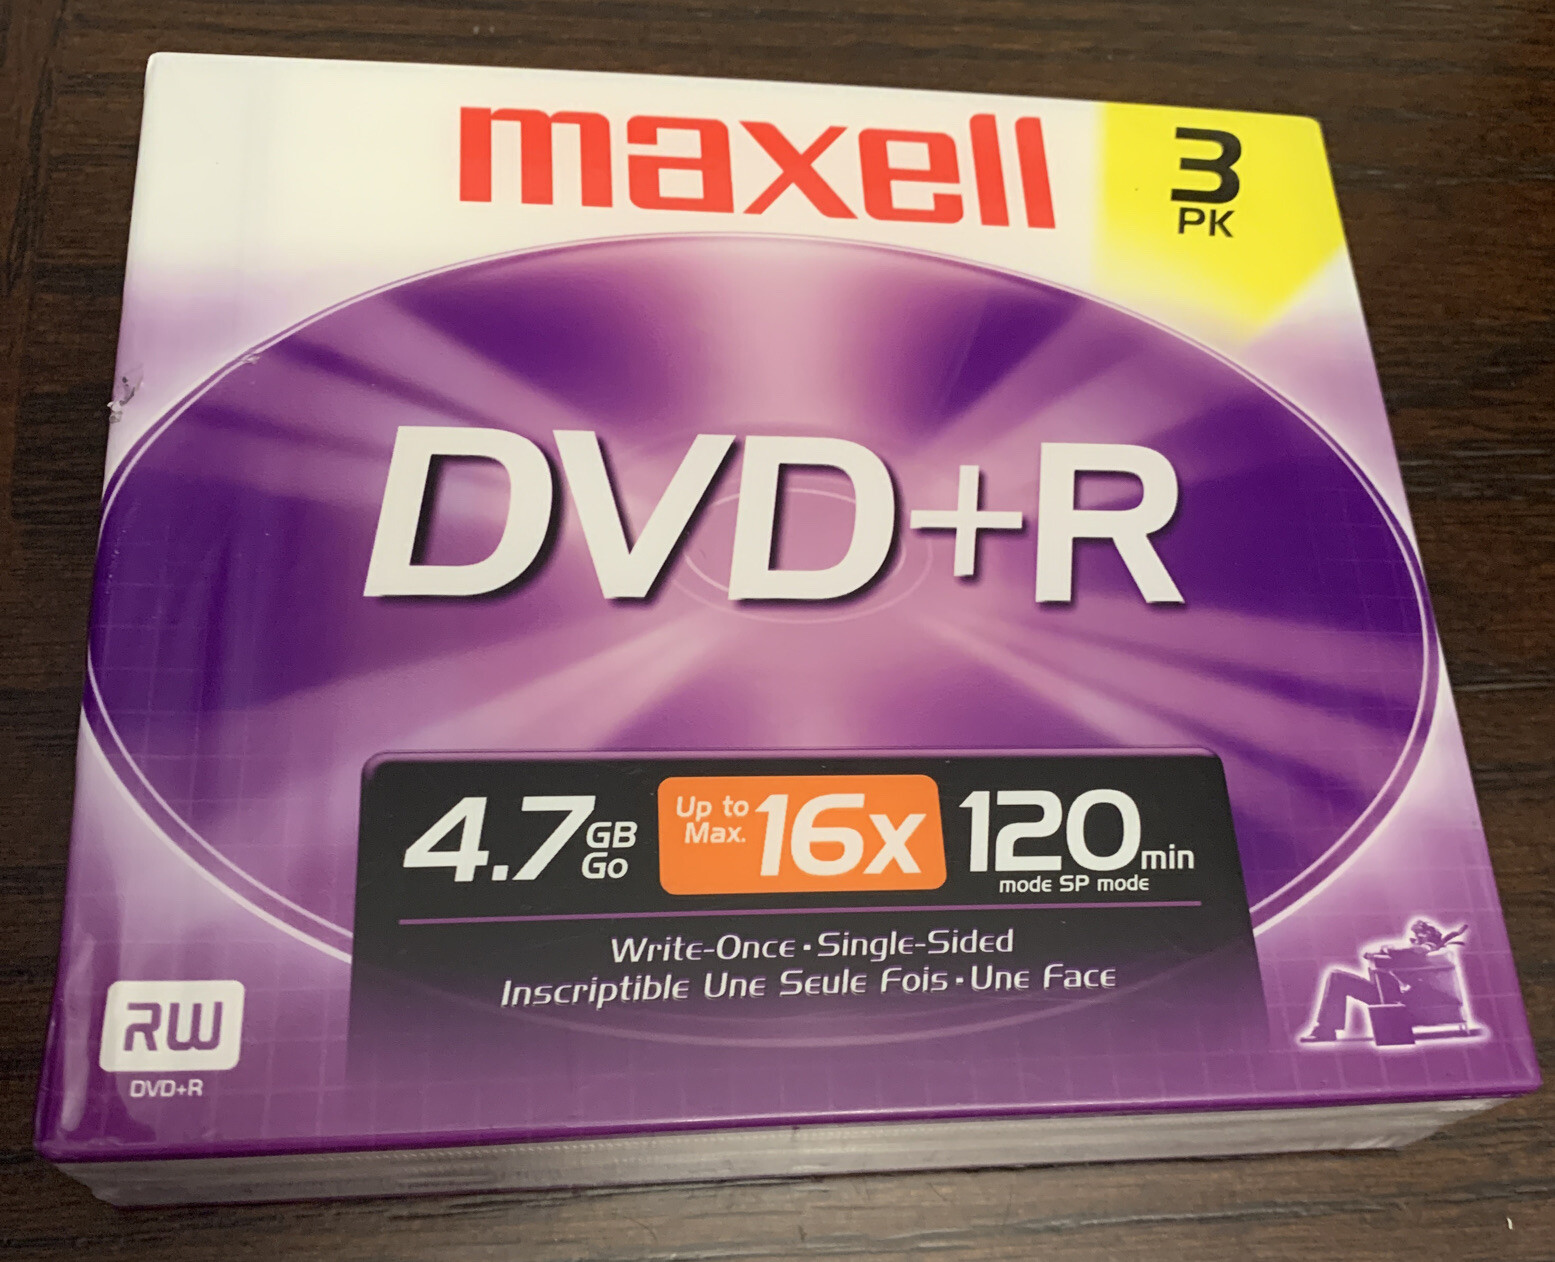 maxell
3
PK
DVD+R
4.7 GB
Go
Up to
Max. 16x
120 min
mode SP mode
Write-Once • Single-Sided
Inscriptible Une Seule Fois • Une Face
RW
DVD+R